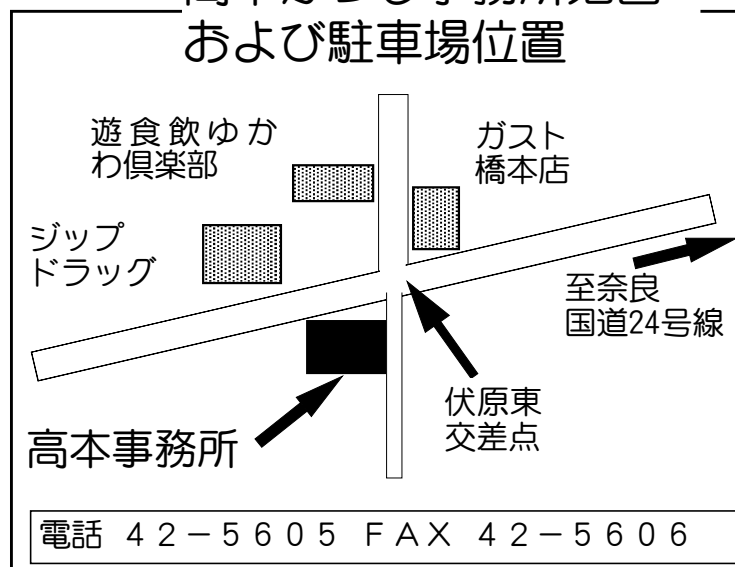 および駐車場位置
遊食飲ゆか
わ倶楽部
ガスト
橋本店
ジップ
ドラッグ
至奈良
国道24号線
伏原東
交差点
高本事務所
電話 42-5605 FAX 42-5606